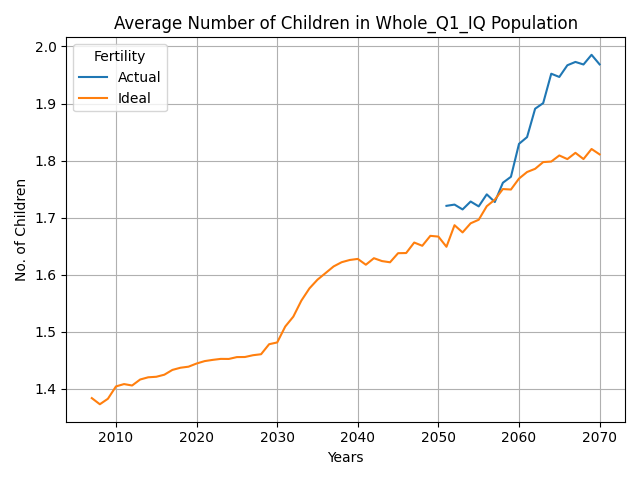 Average Number of Children in Whole_Q1_IQ Population
Fertility
Actual
Ideal
No. of Children
2.0
1.9
1.8
1.7
1.6
1.5
1.4
2010 2020 2030 2040 2050 2060 2070
Years